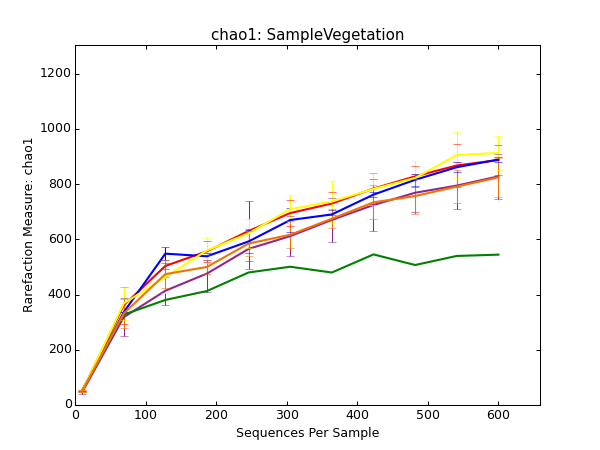 chao1: SampleVegetation
1200
1000
800
600
400
200
0
0 100 200 300 400 500 600
Rarefaction Measure: chao1
Sequences Per Sample